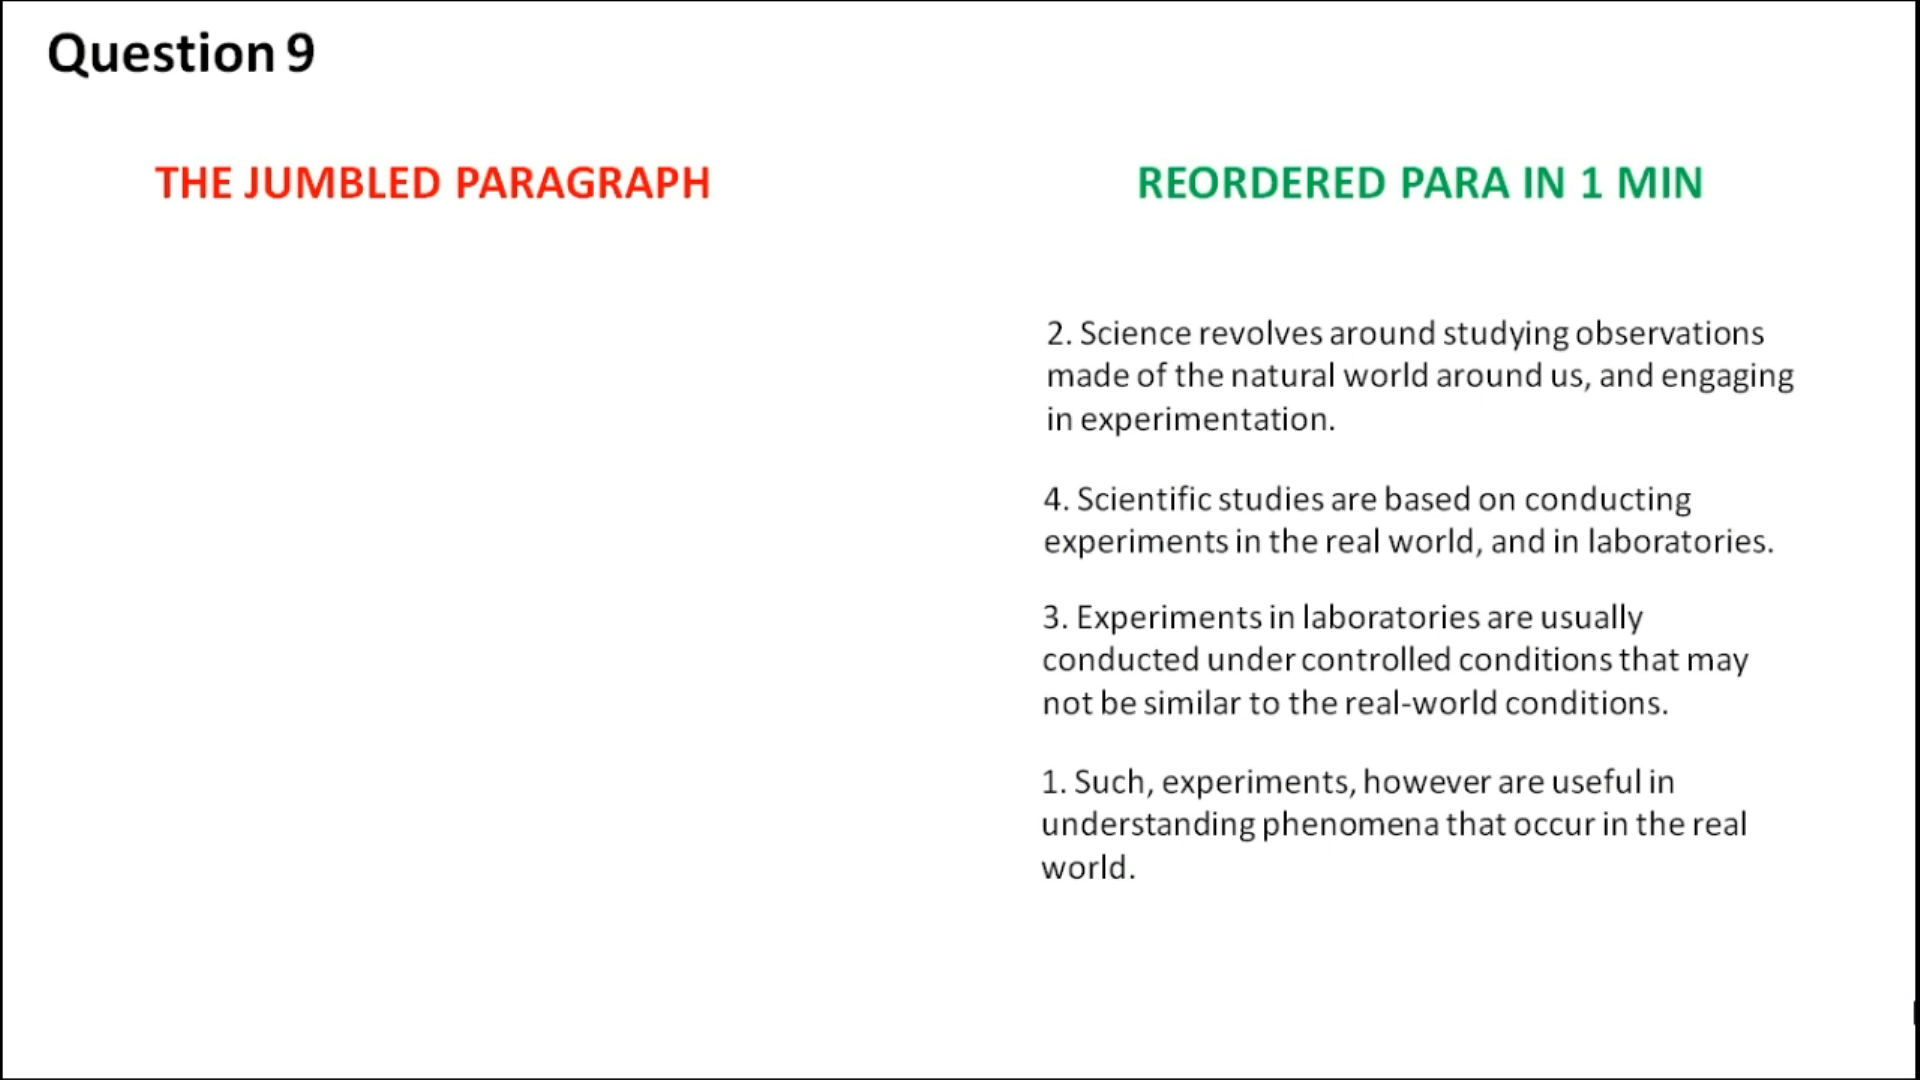 Question 9
THE JUMBLED PARAGRAPH
REORDERED PARA IN 1 MIN
2. Science revolves around studying observations
made of the natural world around us, and engaging
in experimentation.
4. Scientific studies are based on conducting
experiments in the real world, and in laboratories.
3. Experiments in laboratories are usually
conducted under controlled conditions that may
not be similar to the real-world conditions.
1. Such, experiments, however are useful in
understanding phenomena that occur in the real
world.